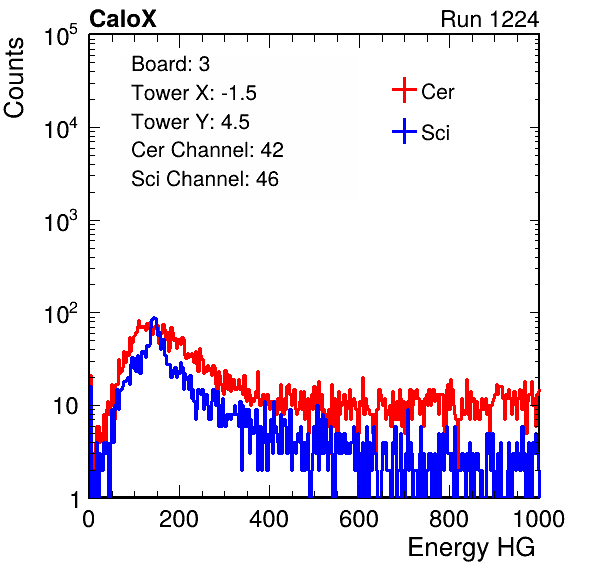 CaloX Run 1224
Counts
10^5
10^4
10^3
10^2
10
1
Board: 3
Tower X: -1.5
Tower Y: 4.5
Cer Channel: 42
Sci Channel: 46
Cer
Sci
0 200 400 600 800 1000
Energy HG